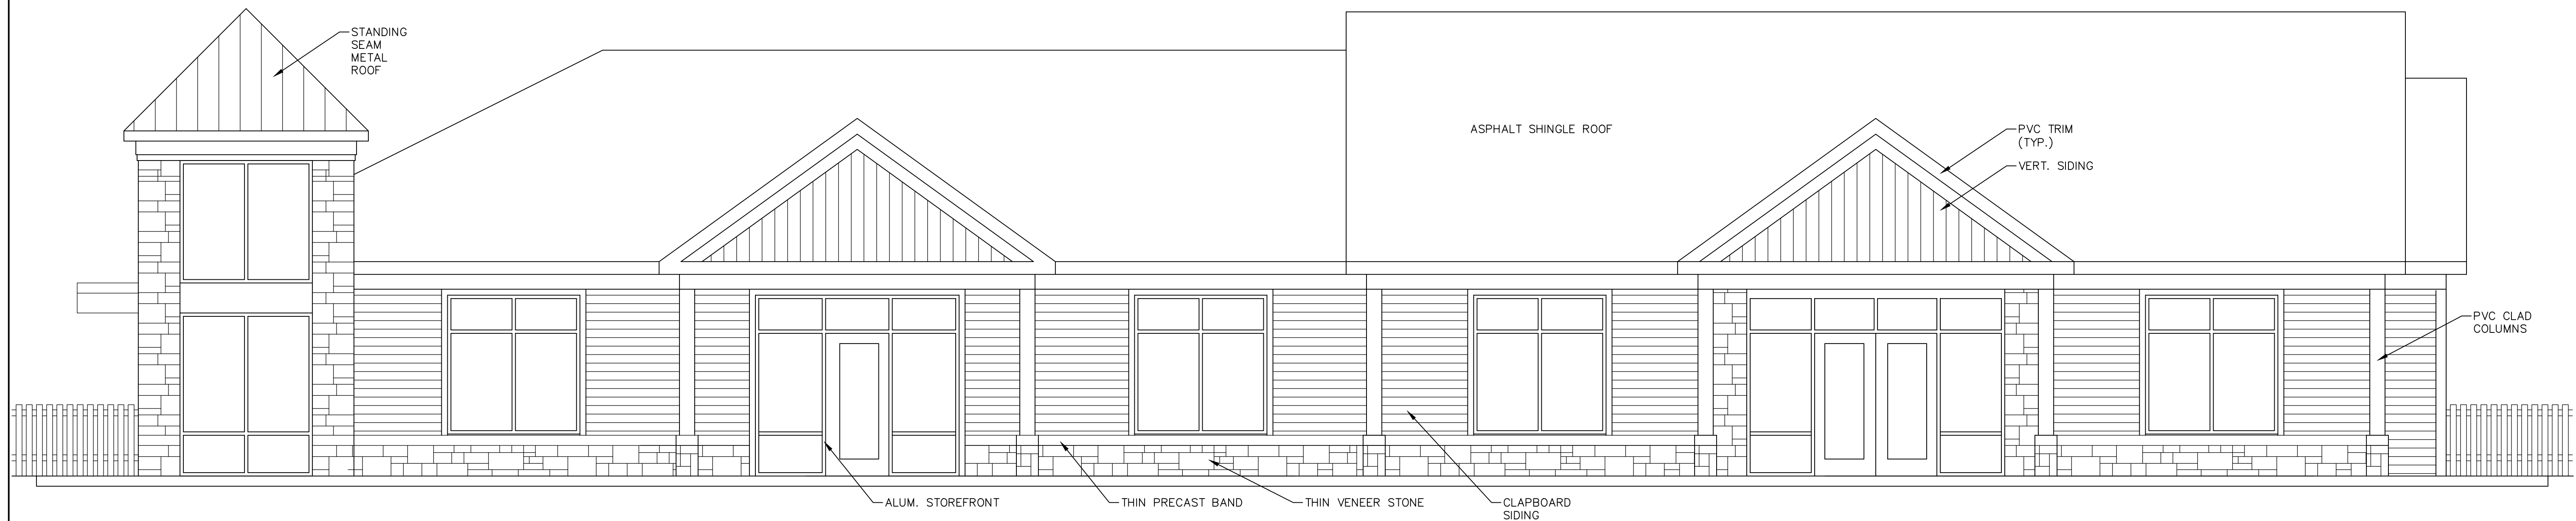 STANDING
SEAM
METAL
ROOF
ASPHALT SHINGLE ROOF
PVC TRIM
(TYP.)
VERT. SIDING
PVC CLAD
COLUMNS
ALUM. STOREFRONT
THIN PRECAST BAND
THIN VENEER STONE
CLAPBOARD
SIDING